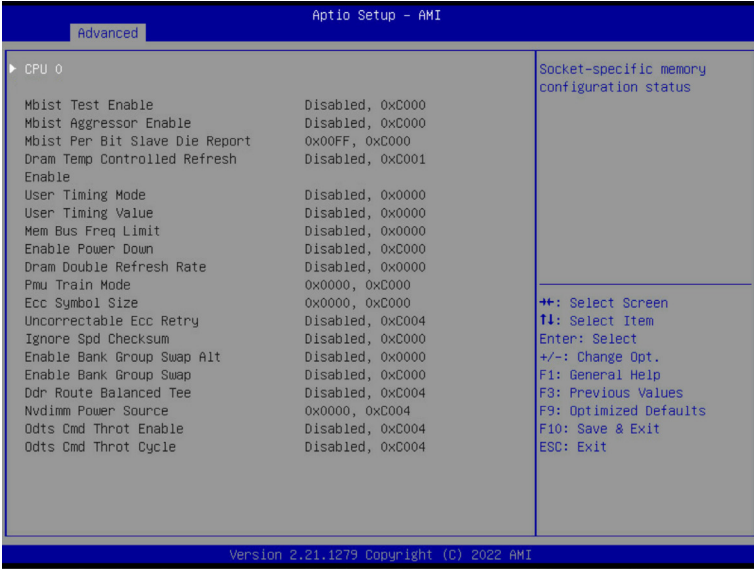 Aptio Setup - AMI
Advanced
CPU 0
Mbist Test Enable Disabled, 0xC000
Mbist Aggressor Enable Disabled, 0xC000
Mbist Per Bit Slave Die Report 0x00FF, 0xC000
Dram Temp Controlled Refresh Disabled, 0xC001
Enable
User Timing Mode Disabled, 0x0000
User Timing Value Disabled, 0x0000
Mem Bus Freq Limit Disabled, 0x0000
Enable Power Down Disabled, 0xC000
Dram Double Refresh Rate Disabled, 0x0000
Pmu Train Mode 0x0000, 0xC000
Ecc Symbol Size 0x0000, 0xC000
Uncorrectable Ecc Retry Disabled, 0xC004
Ignore Spd Checksum Disabled, 0xC000
Enable Bank Group Swap Alt Disabled, 0x0000
Enable Bank Group Swap Disabled, 0xC000
Ddr Route Balanced Tee Disabled, 0xC004
Nvdimm Power Source 0x0000, 0xC004
Odts Cmd Throt Enable Disabled, 0xC004
Odts Cmd Throt Cycle Disabled, 0xC004
Socket-specific memory
configuration status
→←: Select Screen
↑↓: Select Item
Enter: Select
+/-: Change Opt.
F1: General Help
F3: Previous Values
F9: Optimized Defaults
F10: Save & Exit
ESC: Exit
Version 2.21.1279 Copyright (C) 2022 AMI